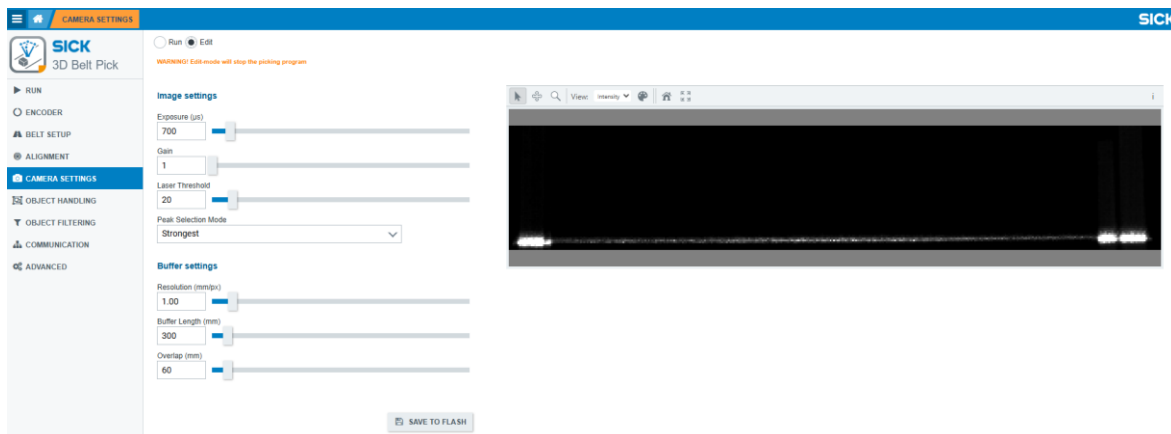 CAMERA SETTINGS
SICK
SICK
3D Belt Pick
RUN
ENCODER
BELT SETUP
ALIGNMENT
CAMERA SETTINGS
OBJECT HANDLING
OBJECT FILTERING
COMMUNICATION
ADVANCED
Run Edit
WARNING! Edit-mode will stop the picking program
Image settings
Exposure (µs)
700
Gain
1
Laser Threshold
20
Peak Selection Mode
Strongest
Buffer settings
Resolution (mm/px)
1.00
Buffer Length (mm)
300
Overlap (mm)
60
SAVE TO FLASH
View: Intensity
i